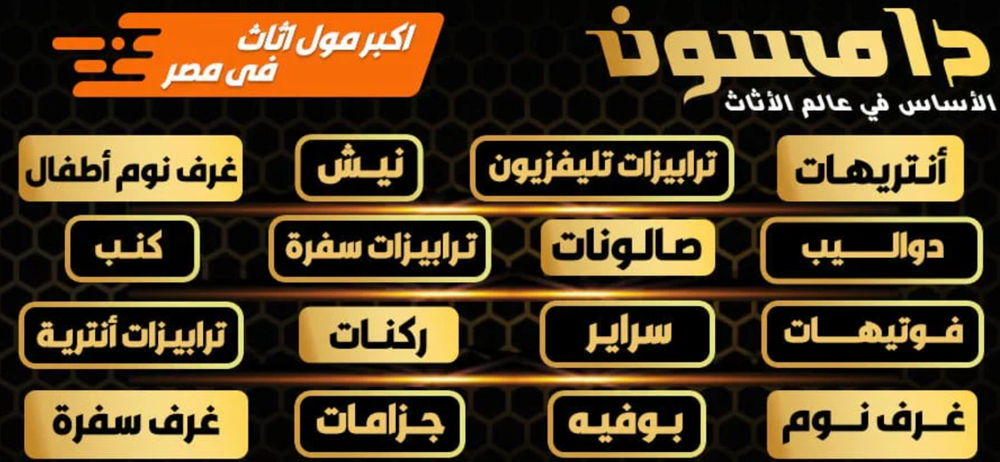 دامسون
الأساس في عالم الأثاث
اكبر مول اثاث
فى مصر
أنتريهات
ترابيزات تليفزيون
نيش
غرف نوم أطفال
دواليب
صالونات
ترابيزات سفرة
كنب
فوتيهات
سراير
ركنات
ترابيزات أنترية
غرف نوم
بوفيه
جزامات
غرف سفرة